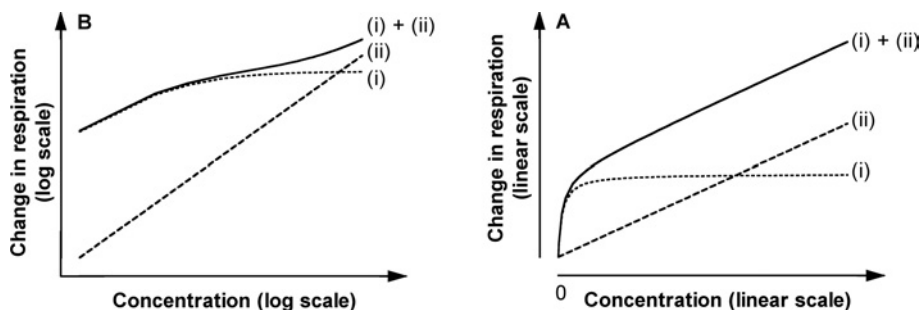 B
(i) + (ii)
(ii)
(i)
Change in respiration
(log scale)
Concentration (log scale)
A
(i) + (ii)
(ii)
(i)
Change in respiration
(linear scale)
0
Concentration (linear scale)